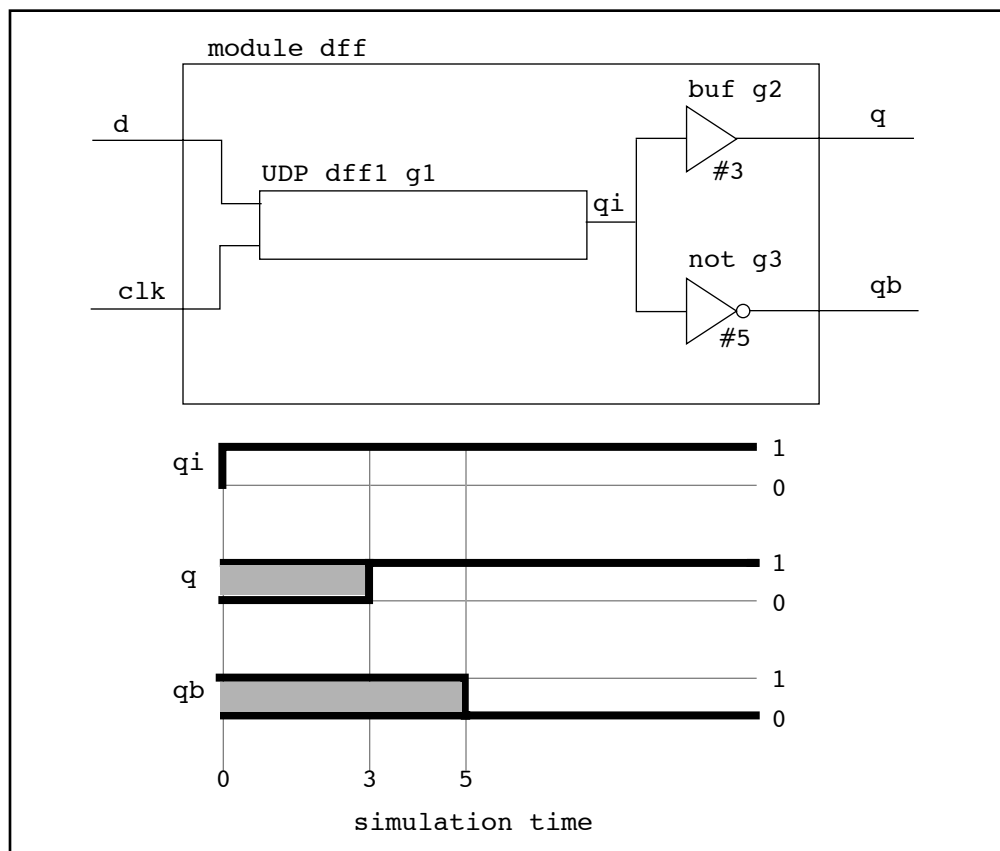 module dff
buf g2
q
d
#3
UDP dff1 g1
qi
not g3
qb
clk
#5
qi
1
0
q
1
0
qb
1
0
0 3 5
simulation time